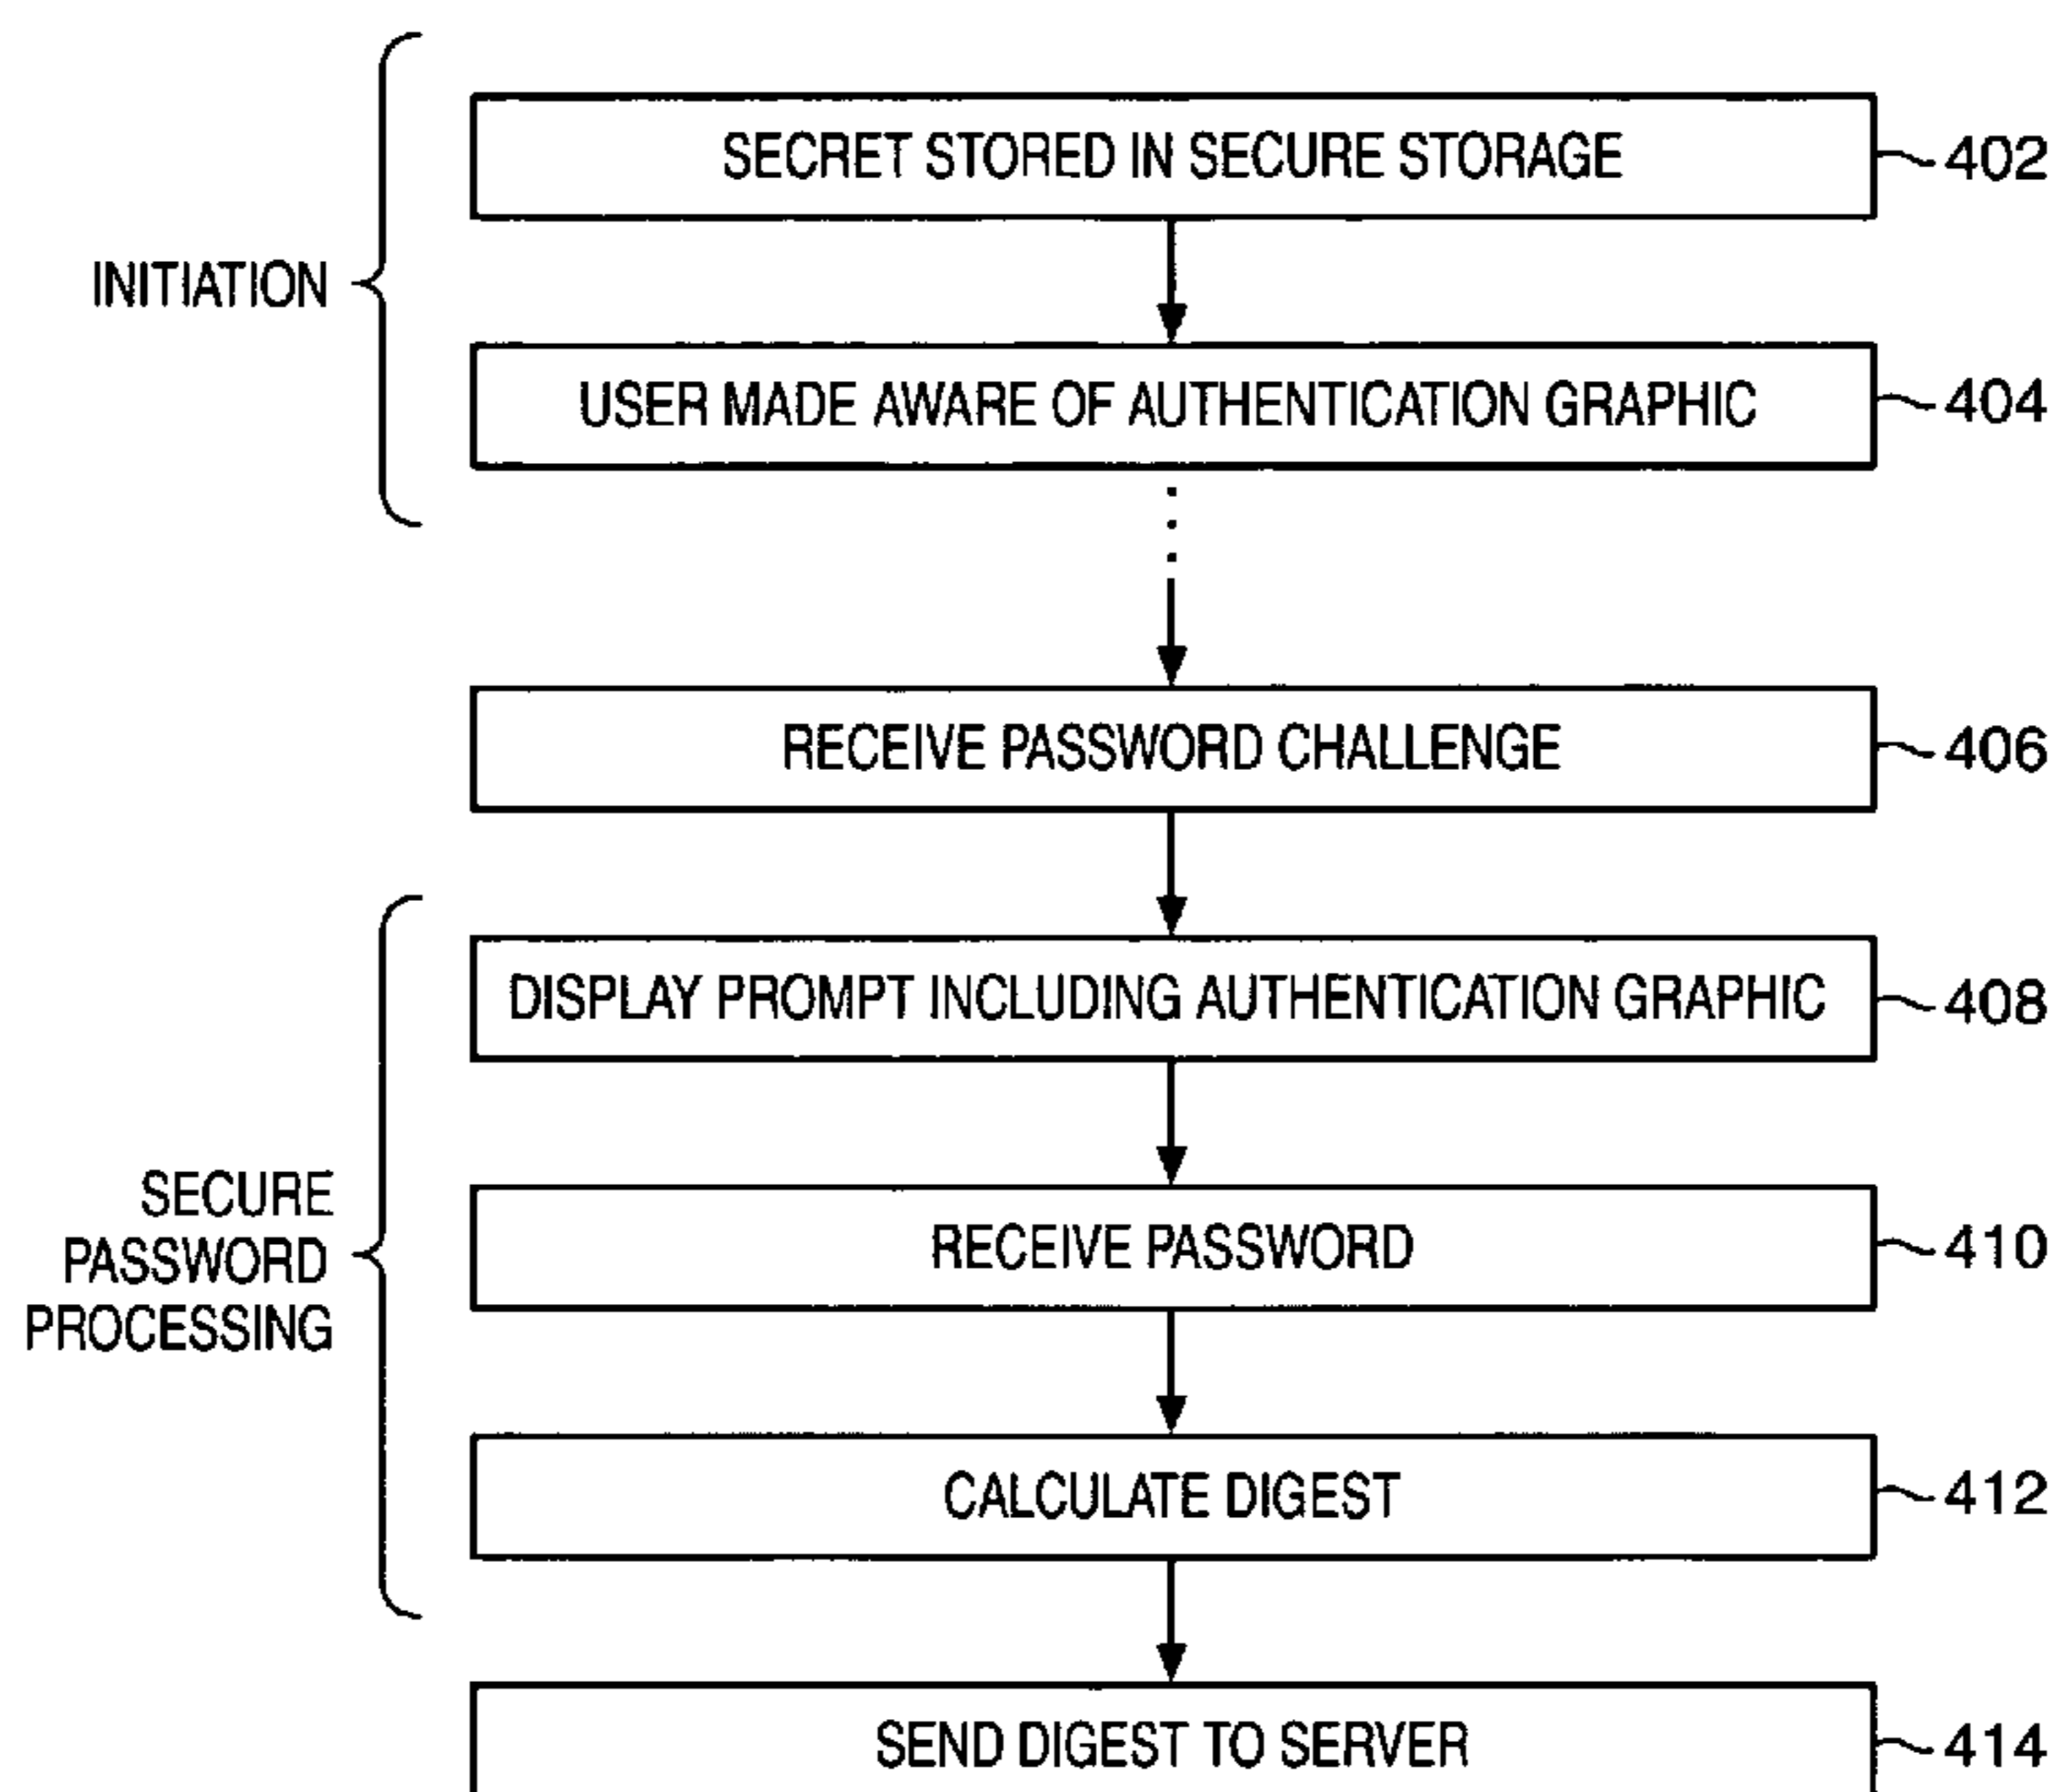 SECRET STORED IN SECURE STORAGE
402
INITIATION
USER MADE AWARE OF AUTHENTICATION GRAPHIC
404
RECEIVE PASSWORD CHALLENGE
406
DISPLAY PROMPT INCLUDING AUTHENTICATION GRAPHIC
408
SECURE
PASSWORD
PROCESSING
RECEIVE PASSWORD
410
CALCULATE DIGEST
412
SEND DIGEST TO SERVER
414